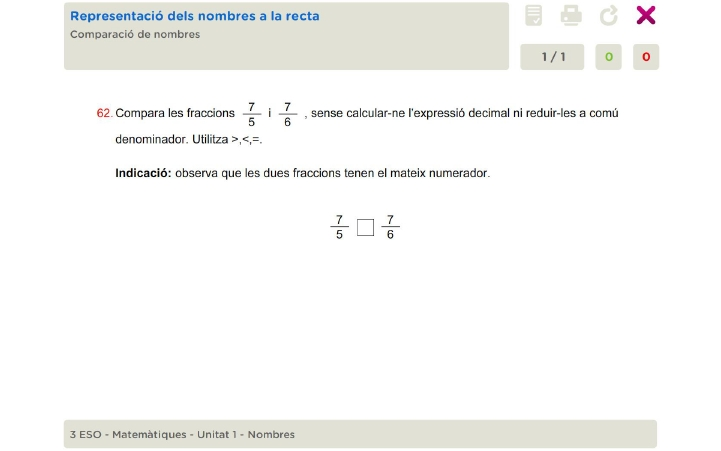 Representació dels nombres a la recta
Comparació de nombres
1 / 1
0
0
62. Compara les fraccions 7/5 i 7/6 , sense calcular-ne l'expressió decimal ni reduir-les a comú
denominador. Utilitza >,<,=.
Indicació: observa que les dues fraccions tenen el mateix numerador.
7/5 □ 7/6
3 ESO - Matemàtiques - Unitat 1 - Nombres